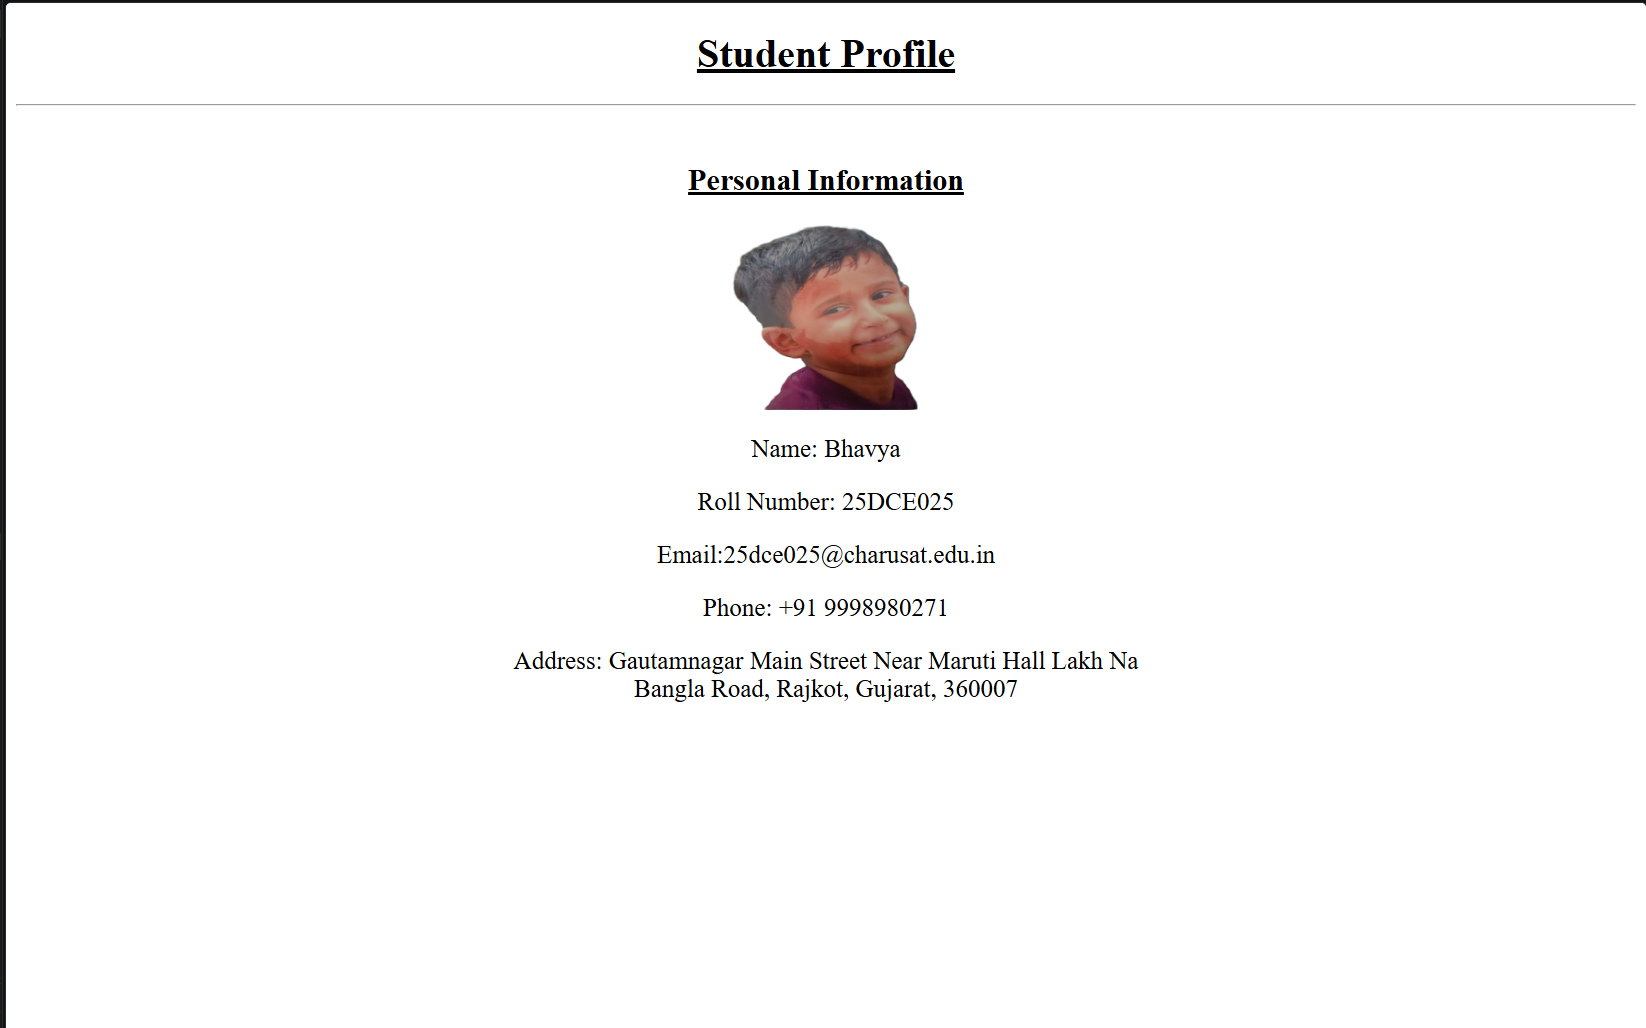 Student Profile
Personal Information
Name: Bhavya
Roll Number: 25DCE025
Email:25dce025@charusat.edu.in
Phone: +91 9998980271
Address: Gautamnagar Main Street Near Maruti Hall Lakh Na
Bangla Road, Rajkot, Gujarat, 360007